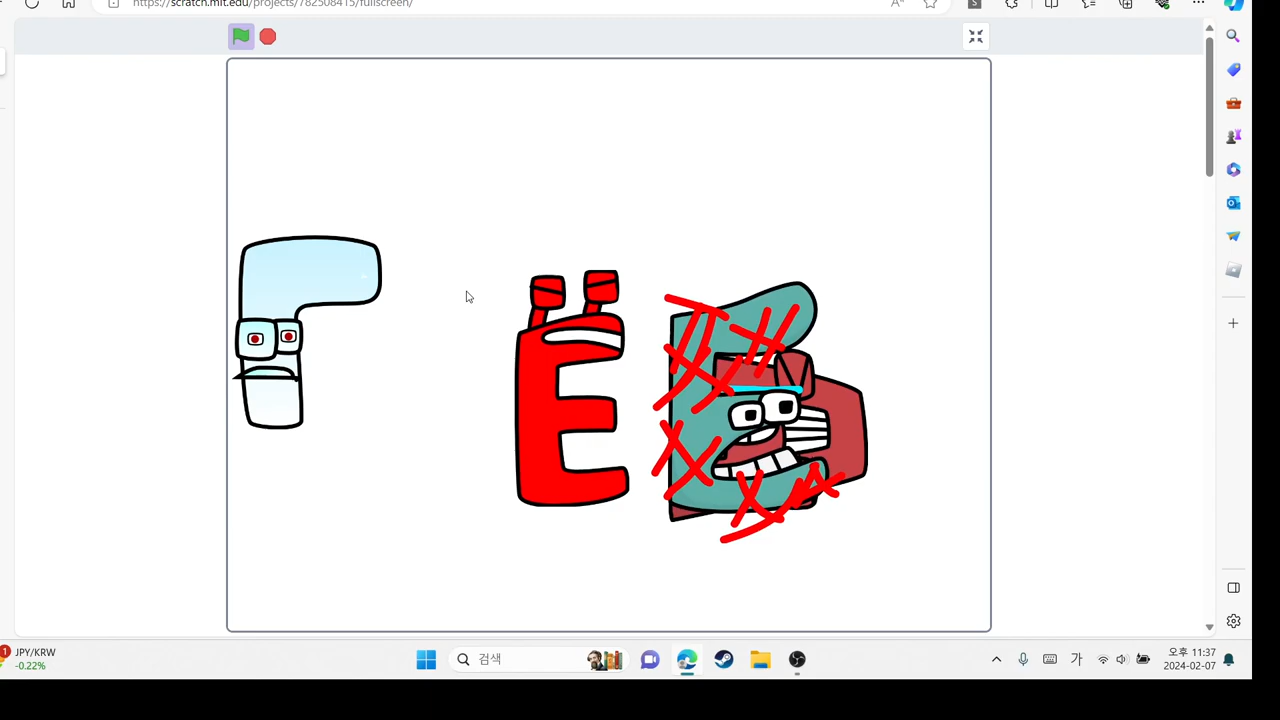 https://scratch.mit.edu/projects/782508415/fullscreen/
Г
Ё
JPY/KRW
-0.22%
검색
가
오후 11:37
2024-02-07